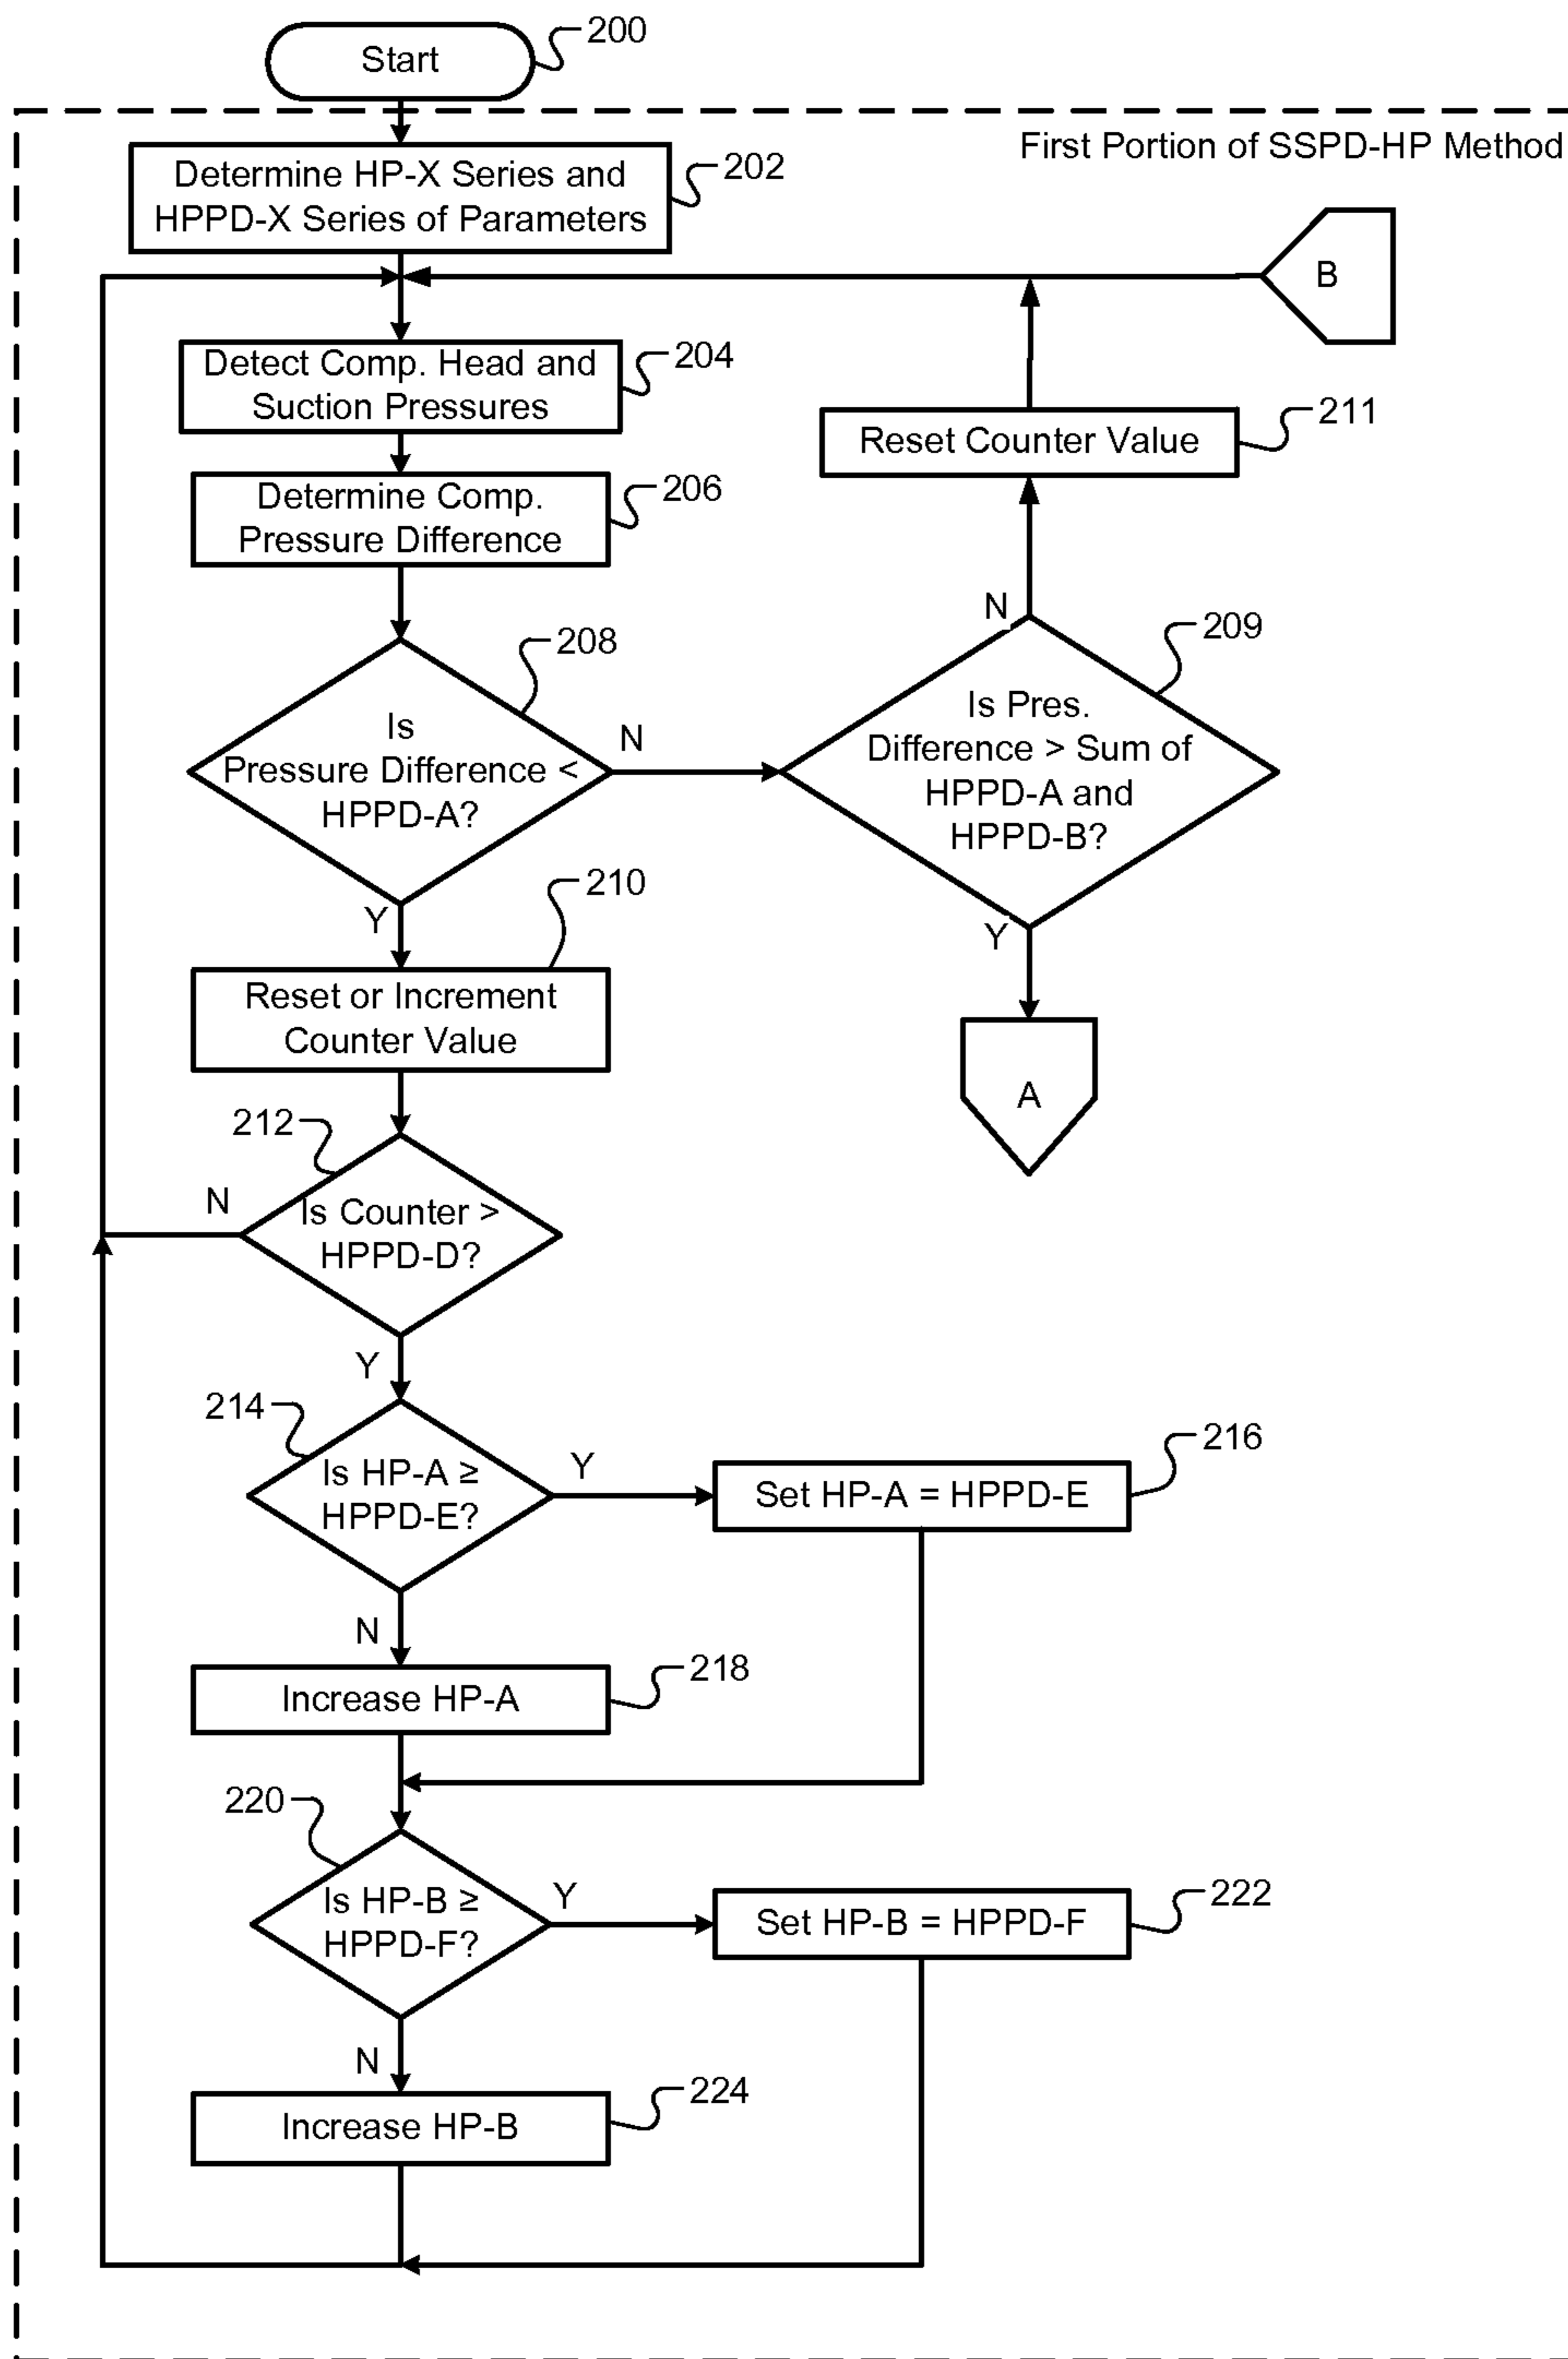 Start
200
First Portion of SSPD-HP Method
Determine HP-X Series and
HPPD-X Series of Parameters
202
B
Detect Comp. Head and
Suction Pressures
204
Reset Counter Value
211
Determine Comp.
Pressure Difference
206
Is
Pressure Difference <
HPPD-A?
208
N
Y
Is Pres.
Difference > Sum of
HPPD-A and
HPPD-B?
209
N
Y
A
Reset or Increment
Counter Value
210
Is Counter >
HPPD-D?
212
N
Y
Is HP-A ≥
HPPD-E?
214
Y
N
Set HP-A = HPPD-E
216
Increase HP-A
218
Is HP-B ≥
HPPD-F?
220
Y
N
Set HP-B = HPPD-F
222
Increase HP-B
224